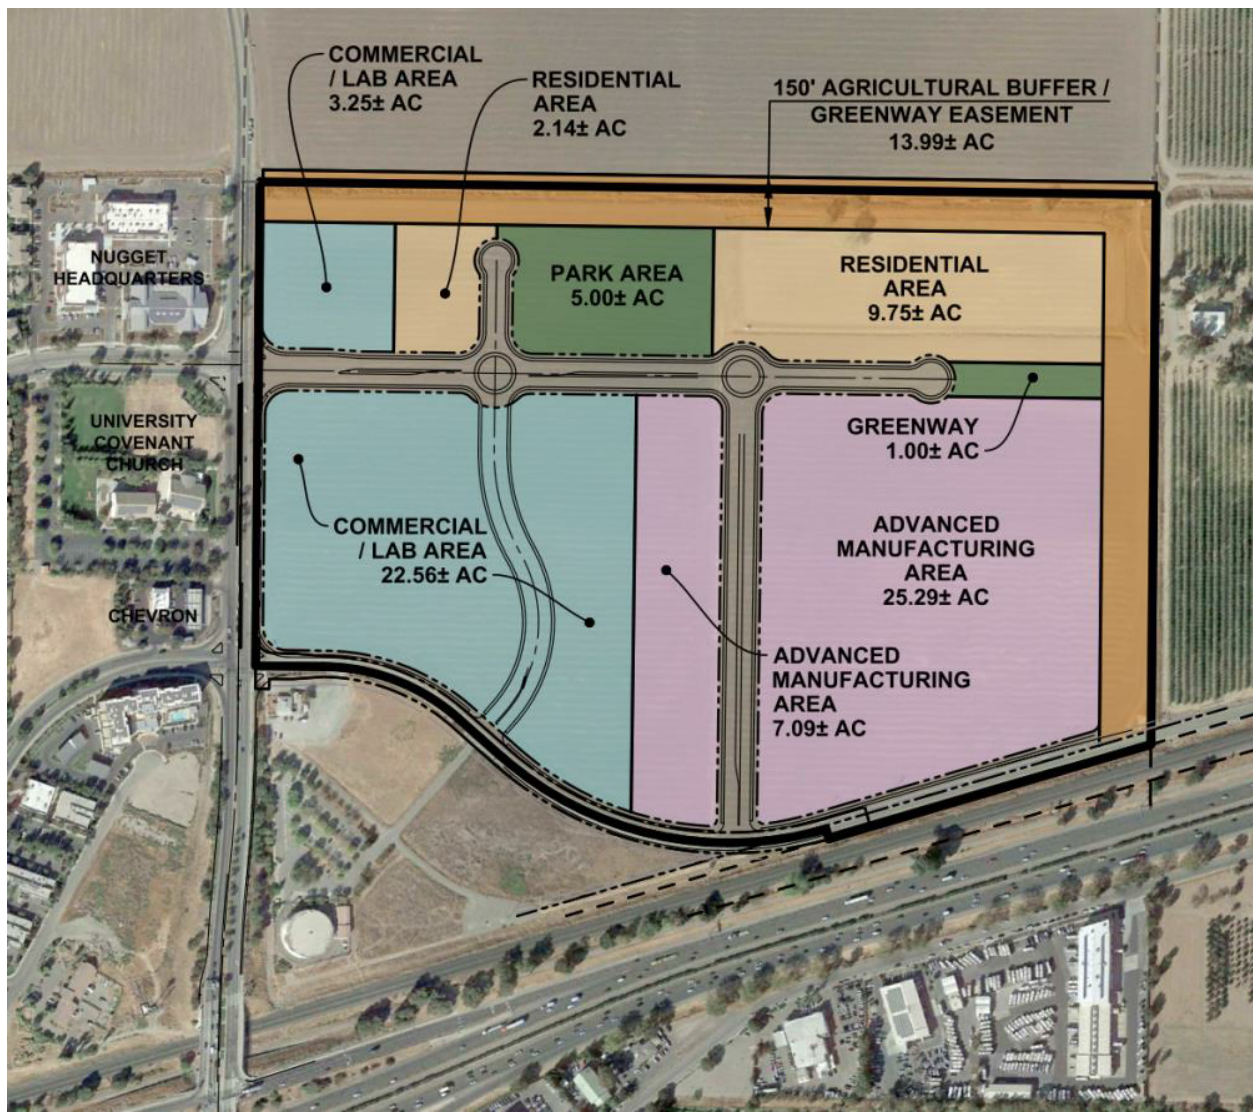 COMMERCIAL
/ LAB AREA
3.25± AC
RESIDENTIAL
AREA
2.14± AC
150' AGRICULTURAL BUFFER /
GREENWAY EASEMENT
13.99± AC
NUGGET
HEADQUARTERS
PARK AREA
5.00± AC
RESIDENTIAL
AREA
9.75± AC
UNIVERSITY
COVENANT
CHURCH
GREENWAY
1.00± AC
COMMERCIAL
/ LAB AREA
22.56± AC
ADVANCED
MANUFACTURING
AREA
25.29± AC
CHEVRON
ADVANCED
MANUFACTURING
AREA
7.09± AC